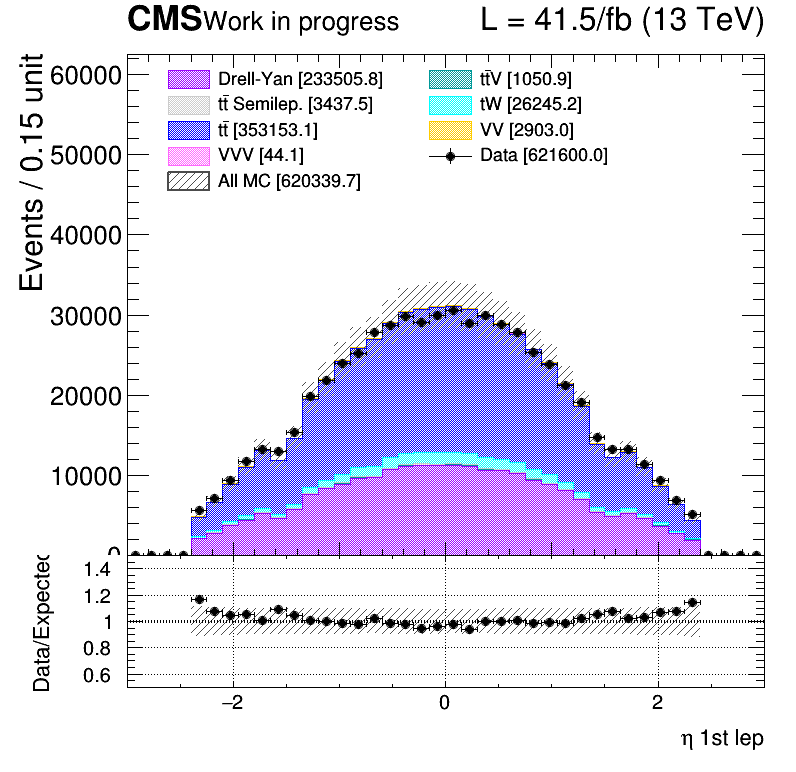 CMS Work in progress L = 41.5/fb (13 TeV)
Events / 0.15 unit
60000
50000
40000
30000
20000
10000
0
Drell-Yan [233505.8]
tt̄ Semilep. [3437.5]
tt̄ [353153.1]
VVV [44.1]
All MC [620339.7]
tt̄V [1050.9]
tW [26245.2]
VV [2903.0]
Data [621600.0]
Data/Expected
1.4
1.2
1
0.8
0.6
−2 0 2
η 1st lep